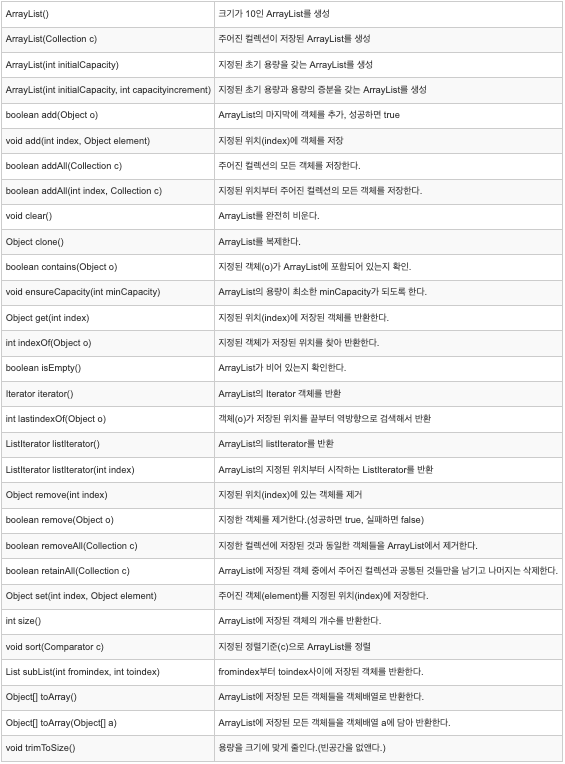 ArrayList() 크기가 10인 ArrayList를 생성
ArrayList(Collection c) 주어진 컬렉션이 저장된 ArrayList를 생성
ArrayList(int initialCapacity) 지정된 초기 용량을 갖는 ArrayList를 생성
ArrayList(int initialCapacity, int capacityincrement) 지정된 초기 용량과 용량의 증분을 갖는 ArrayList를 생성
boolean add(Object o) ArrayList의 마지막에 객체를 추가, 성공하면 true
void add(int index, Object element) 지정된 위치(index)에 객체를 저장
boolean addAll(Collection c) 주어진 컬렉션의 모든 객체를 저장한다.
boolean addAll(int index, Collection c) 지정된 위치부터 주어진 컬렉션의 모든 객체를 저장한다.
void clear() ArrayList를 완전히 비운다.
Object clone() ArrayList를 복제한다.
boolean contains(Object o) 지정된 객체(o)가 ArrayList에 포함되어 있는지 확인.
void ensureCapacity(int minCapacity) ArrayList의 용량이 최소한 minCapacity가 되도록 한다.
Object get(int index) 지정된 위치(index)에 저장된 객체를 반환한다.
int indexOf(Object o) 지정된 객체가 저장된 위치를 찾아 반환한다.
boolean isEmpty() ArrayList가 비어 있는지 확인한다.
Iterator iterator() ArrayList의 Iterator 객체를 반환
int lastindexOf(Object o) 객체(o)가 저장된 위치를 끝부터 역방향으로 검색해서 반환
ListIterator listIterator() ArrayList의 listIterator를 반환
ListIterator listIterator(int index) ArrayList의 지정된 위치부터 시작하는 ListIterator를 반환
Object remove(int index) 지정된 위치(index)에 있는 객체를 제거
boolean remove(Object o) 지정한 객체를 제거한다.(성공하면 true, 실패하면 false)
boolean removeAll(Collection c) 지정한 컬렉션에 저장된 것과 동일한 객체들을 ArrayList에서 제거한다.
boolean retainAll(Collection c) ArrayList에 저장된 객체 중에서 주어진 컬렉션과 공통된 것들만을 남기고 나머지는 삭제한다.
Object set(int index, Object element) 주어진 객체(element)를 지정된 위치(index)에 저장한다.
int size() ArrayList에 저장된 객체의 개수를 반환한다.
void sort(Comparator c) 지정된 정렬기준(c)으로 ArrayList를 정렬
List subList(int fromindex, int toindex) fromindex부터 toindex사이에 저장된 객체를 반환한다.
Object[] toArray() ArrayList에 저장된 모든 객체들을 객체배열로 반환한다.
Object[] toArray(Object[] a) ArrayList에 저장된 모든 객체들을 객체배열 a에 담아 반환한다.
void trimToSize() 용량을 크기에 맞게 줄인다.(빈공간을 없앤다.)